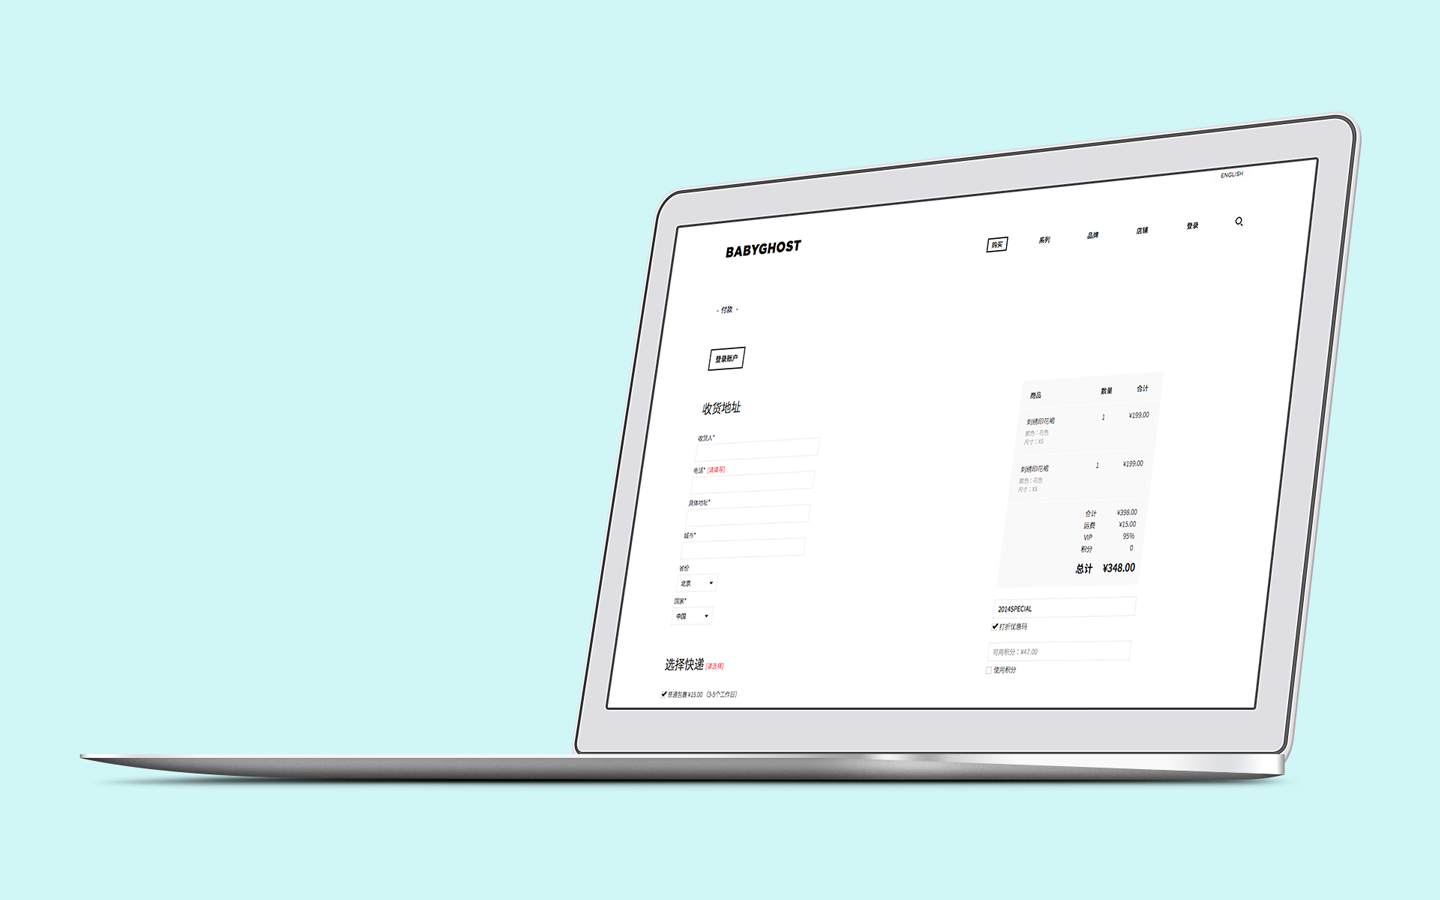 ENGLISH
BABYGHOST
购买 系列 品牌 店铺 登录
- 付款 -
登录账户
收货地址
收货人*
电话* [请填写]
具体地址*
城市*
省份
北京
国家*
中国
选择快递 [请选择]
普通包裹 ¥15.00 (3-5个工作日)
商品 数量 合计
刺绣印花裙 1 ¥199.00
颜色：花色
尺寸：XS
刺绣印花裙 1 ¥199.00
颜色：花色
尺寸：XS
合计 ¥398.00
运费 ¥15.00
VIP 95%
积分 0
总计 ¥348.00
2014SPECIAL
打折优惠码
可用积分：¥47.00
使用积分